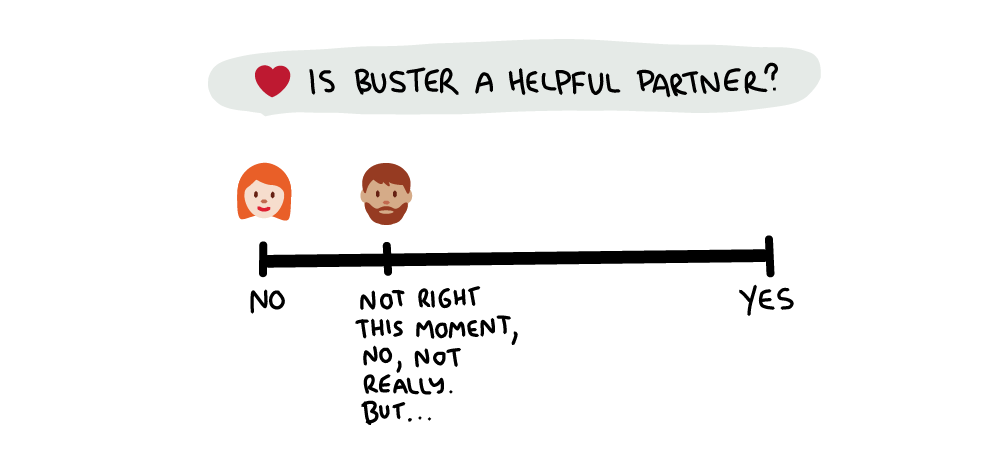 IS BUSTER A HELPFUL PARTNER?
NO
NOT RIGHT
THIS MOMENT,
NO, NOT
REALLY.
BUT...
YES